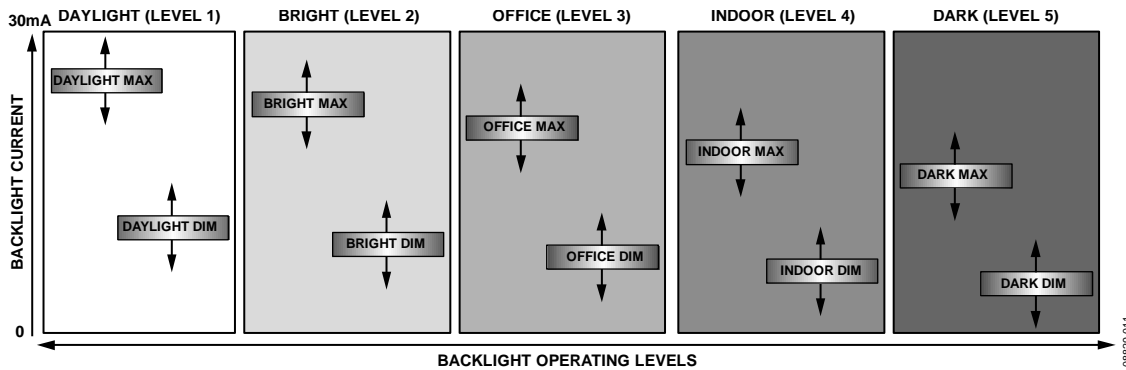 DAYLIGHT (LEVEL 1)
BRIGHT (LEVEL 2)
OFFICE (LEVEL 3)
INDOOR (LEVEL 4)
DARK (LEVEL 5)
30mA
BACKLIGHT CURRENT
0
DAYLIGHT MAX
DAYLIGHT DIM
BRIGHT MAX
BRIGHT DIM
OFFICE MAX
OFFICE DIM
INDOOR MAX
INDOOR DIM
DARK MAX
DARK DIM
BACKLIGHT OPERATING LEVELS